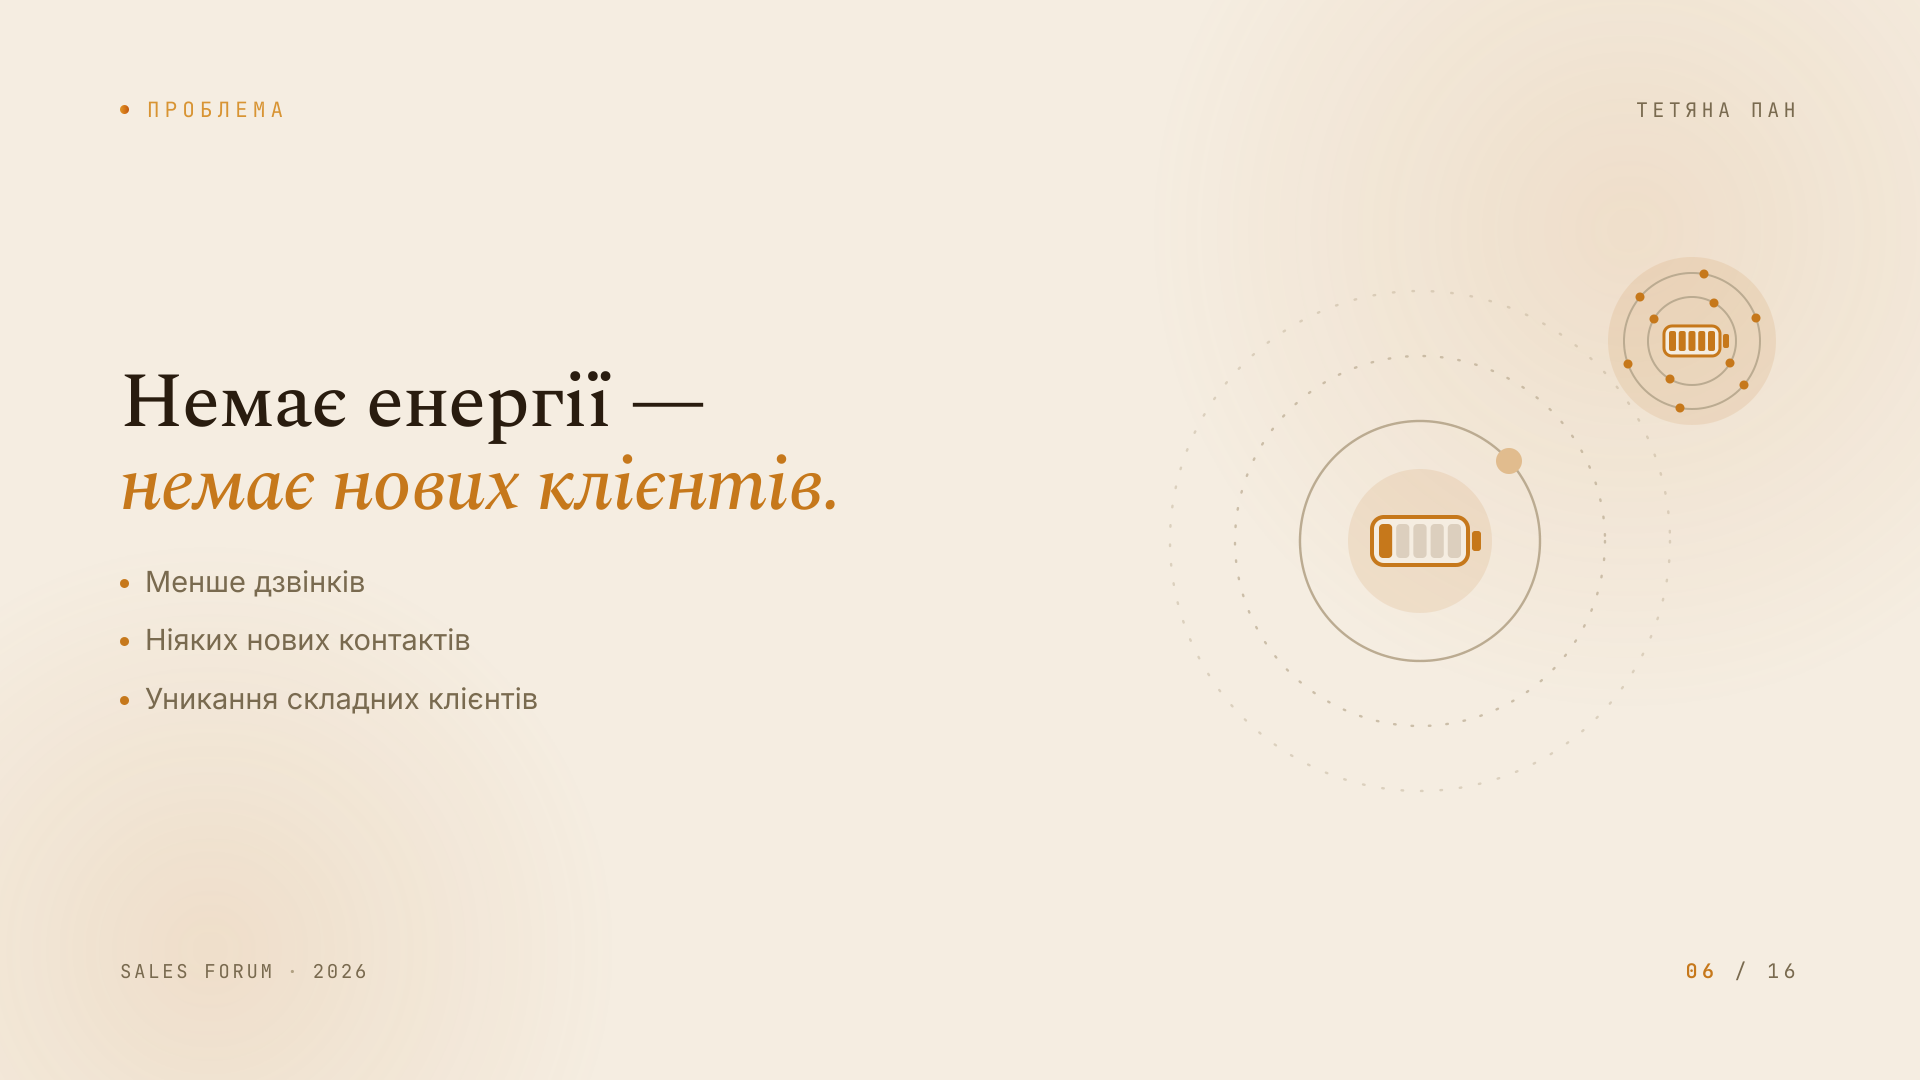 ПРОБЛЕМА
ТЕТЯНА ПАН
Немає енергії —
немає нових клієнтів.
Менше дзвінків
Ніяких нових контактів
Уникання складних клієнтів
SALES FORUM · 2026
06 / 16